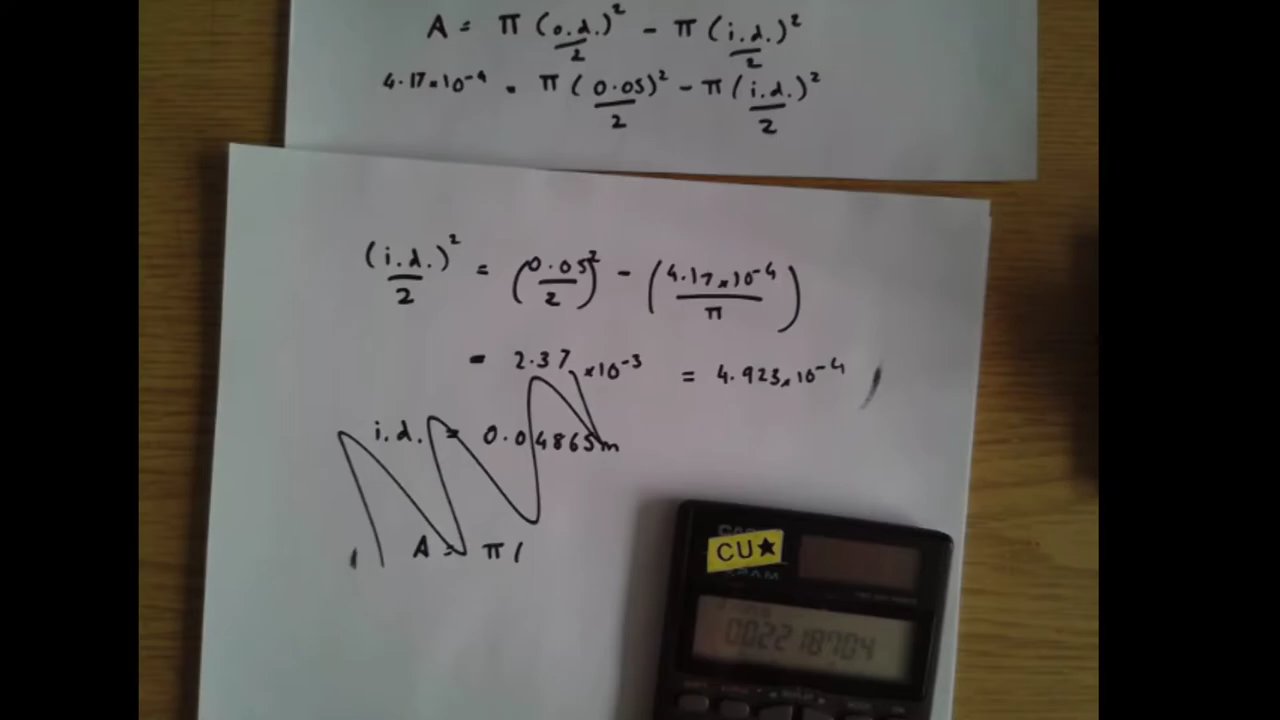 A = π (o.d./2)² - π (i.d./2)²
4.17×10⁻⁴ = π (0.05/2)² - π (i.d./2)²
(i.d./2)² = (0.05/2)² - (4.17×10⁻⁴/π)
= 2.37×10⁻³ = 4.923×10⁻⁴
i.d. = 0.04865m
A = π (
CU★
0.02218704